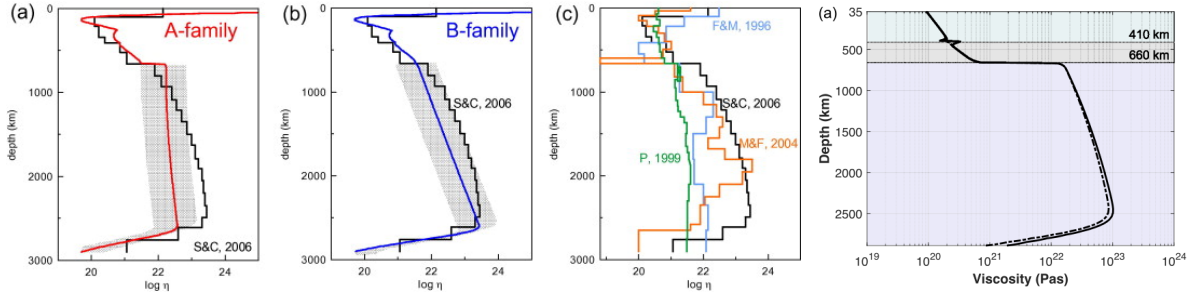 (a)
A-family
S&C, 2006
0
1000
2000
3000
depth (km)
20
22
24
log η
(b)
B-family
S&C, 2006
0
1000
2000
3000
depth (km)
20
22
24
log η
(c)
F&M, 1996
S&C, 2006
M&F, 2004
P, 1999
0
1000
2000
3000
depth (km)
20
22
24
log η
(a)
410 km
660 km
35
500
1000
1500
2000
2500
Depth (km)
10^19
10^20
10^21
10^22
10^23
10^24
Viscosity (Pas)